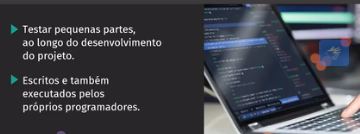 Testar pequenas partes,
ao longo do desenvolvimento
do projeto.
Escritos e também
executados pelos
próprios programadores.